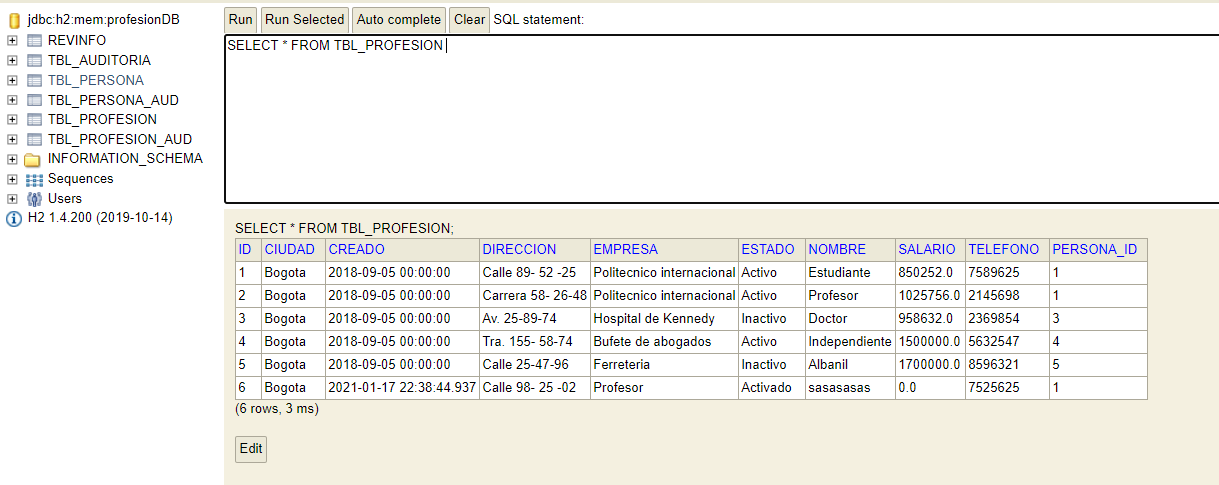 jdbc:h2:mem:profesionDB
REVINFO
TBL_AUDITORIA
TBL_PERSONA
TBL_PERSONA_AUD
TBL_PROFESION
TBL_PROFESION_AUD
INFORMATION_SCHEMA
Sequences
Users
H2 1.4.200 (2019-10-14)
Run Run Selected Auto complete Clear SQL statement:
SELECT * FROM TBL_PROFESION
SELECT * FROM TBL_PROFESION;
ID CIUDAD CREADO DIRECCION EMPRESA ESTADO NOMBRE SALARIO TELEFONO PERSONA_ID
1 Bogota 2018-09-05 00:00:00 Calle 89- 52 -25 Politecnico internacional Activo Estudiante 850252.0 7589625 1
2 Bogota 2018-09-05 00:00:00 Carrera 58- 26-48 Politecnico internacional Activo Profesor 1025756.0 2145698 1
3 Bogota 2018-09-05 00:00:00 Av. 25-89-74 Hospital de Kennedy Inactivo Doctor 958632.0 2369854 3
4 Bogota 2018-09-05 00:00:00 Tra. 155- 58-74 Bufete de abogados Activo Independiente 1500000.0 5632547 4
5 Bogota 2018-09-05 00:00:00 Calle 25-47-96 Ferreteria Inactivo Albanil 1700000.0 8596321 5
6 Bogota 2021-01-17 22:38:44.937 Calle 98- 25 -02 Profesor Activado sasasasas 0.0 7525625 1
(6 rows, 3 ms)
Edit